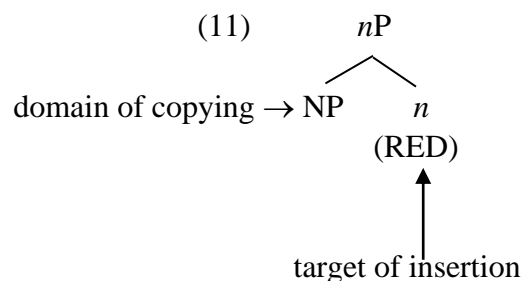 (11) nP
domain of copying → NP n
(RED)
target of insertion